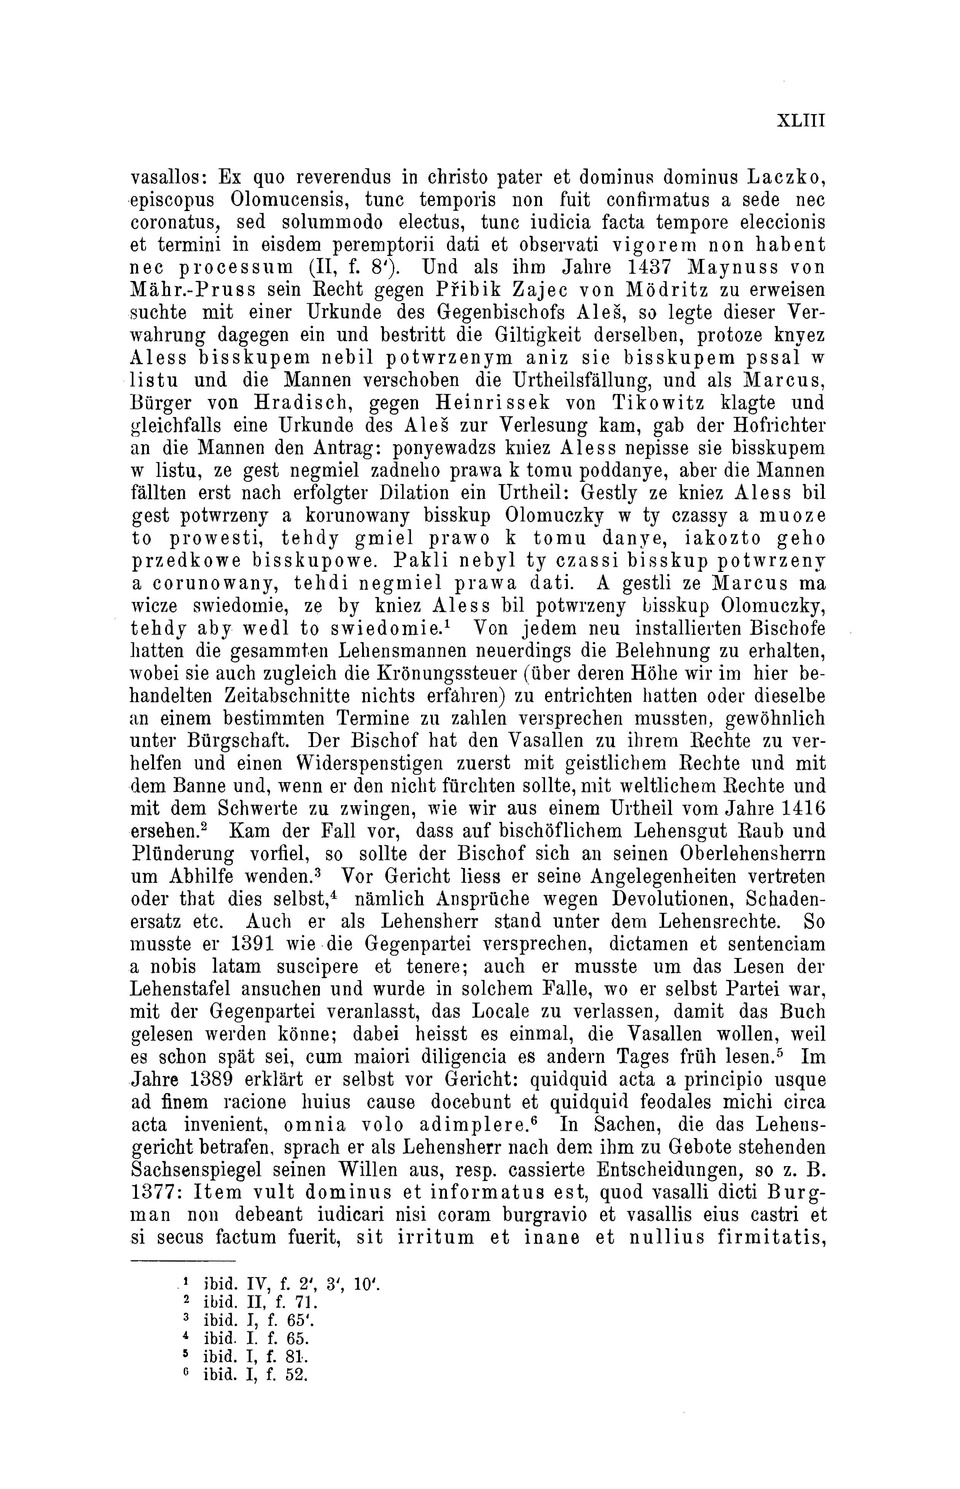 XLIII
vasallos: Ex quo reverendus in christo pater et dominus dominus Laczko,
episcopus Olomucensis, tunc temporis non fuit confirmatus a sede nec
coronatus, sed solummodo electus, tunc iudicia facta tempore eleccionis
et termini in eisdem peremptorii dati et observati vigorem non habent
nec processum (II, f. 8'). Und als ihm Jahre 1437 Maynuss von
Mähr.-Pruss sein Recht gegen Přibik Zajec von Mödritz zu erweisen
suchte mit einer Urkunde des Gegenbischofs Aleš, so legte dieser Ver-
wahrung dagegen ein und bestritt die Giltigkeit derselben, protoze knyez
Aless bisskupem nebil potwrzenym aniz sie bisskupem pssal w
listu und die Mannen verschoben die Urtheilsfällung, und als Marcus,
Bürger von Hradisch, gegen Heinrissek von Tikowitz klagte und
gleichfalls eine Urkunde des Aleš zur Verlesung kam, gab der Hofrichter
an die Mannen den Antrag: ponyewadzs kniez Aless nepisse sie bisskupem
w listu, ze gest negmiel zadneho prawa k tomu poddanye, aber die Mannen
fällten erst nach erfolgter Dilation ein Urtheil: Gestly ze kniez Aless bil
gest potwrzeny a korunowany bisskup Olomuczky w ty czassy a muoze
to prowesti, tehdy gmiel prawo k tomu danye, iakozto geho
przedkowe bisskupowe. Pakli nebyl ty czassi bisskup potwrzeny
a corunowany, tehdi negmiel prawa dati. A gestli ze Marcus ma
wicze swiedomie, ze by kniez Aless bil potwrzeny bisskup Olomuczky,
tehdy aby wedl to swiedomie.¹ Von jedem neu installierten Bischofe
hatten die gesammten Lehensmannen neuerdings die Belehnung zu erhalten,
wobei sie auch zugleich die Krönungssteuer (über deren Höhe wir im hier be-
handelten Zeitabschnitte nichts erfahren) zu entrichten hatten oder dieselbe
an einem bestimmten Termine zu zahlen versprechen mussten, gewöhnlich
unter Bürgschaft. Der Bischof hat den Vasallen zu ihrem Rechte zu ver-
helfen und einen Widerspenstigen zuerst mit geistlichem Rechte und mit
dem Banne und, wenn er den nicht fürchten sollte, mit weltlichem Rechte und
mit dem Schwerte zu zwingen, wie wir aus einem Urtheil vom Jahre 1416
ersehen.² Kam der Fall vor, dass auf bischöflichem Lehensgut Raub und
Plünderung vorfiel, so sollte der Bischof sich an seinen Oberlehensherrn
um Abhilfe wenden.³ Vor Gericht liess er seine Angelegenheiten vertreten
oder that dies selbst,⁴ nämlich Ansprüche wegen Devolutionen, Schaden-
ersatz etc. Auch er als Lehensherr stand unter dem Lehensrechte. So
musste er 1391 wie die Gegenpartei versprechen, dictamen et sentenciam
a nobis latam suscipere et tenere; auch er musste um das Lesen der
Lehenstafel ansuchen und wurde in solchem Falle, wo er selbst Partei war,
mit der Gegenpartei veranlasst, das Locale zu verlassen, damit das Buch
gelesen werden könne; dabei heisst es einmal, die Vasallen wollen, weil
es schon spät sei, cum maiori diligencia es andern Tages früh lesen.⁵ Im
Jahre 1389 erklärt er selbst vor Gericht: quidquid acta a principio usque
ad finem racione huius cause docebunt et quidquid feodales michi circa
acta invenient, omnia volo adimplere.⁶ In Sachen, die das Lehens-
gericht betrafen, sprach er als Lehensherr nach dem ihm zu Gebote stehenden
Sachsenspiegel seinen Willen aus, resp. cassierte Entscheidungen, so z. B.
1377: Item vult dominus et informatus est, quod vasalli dicti Burg-
man non debeant iudicari nisi coram burgravio et vasallis eius castri et
si secus factum fuerit, sit irritum et inane et nullius firmitatis,
¹ ibid. IV, f. 2', 3', 10'.
² ibid. II, f. 71.
³ ibid. I, f. 65'.
⁴ ibid. I. f. 65.
⁵ ibid. I, f. 81.
⁶ ibid. I, f. 52.